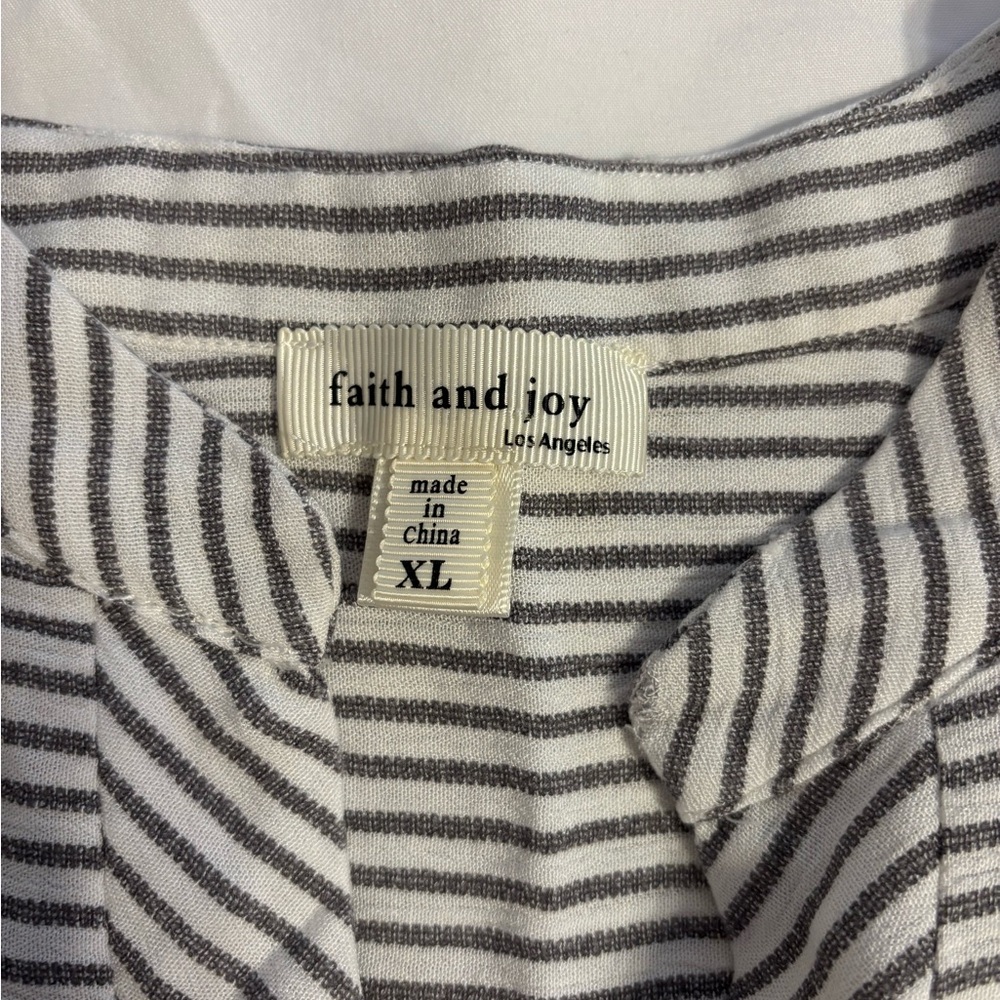 faith and joy
Los Angeles
made
in
China
XL